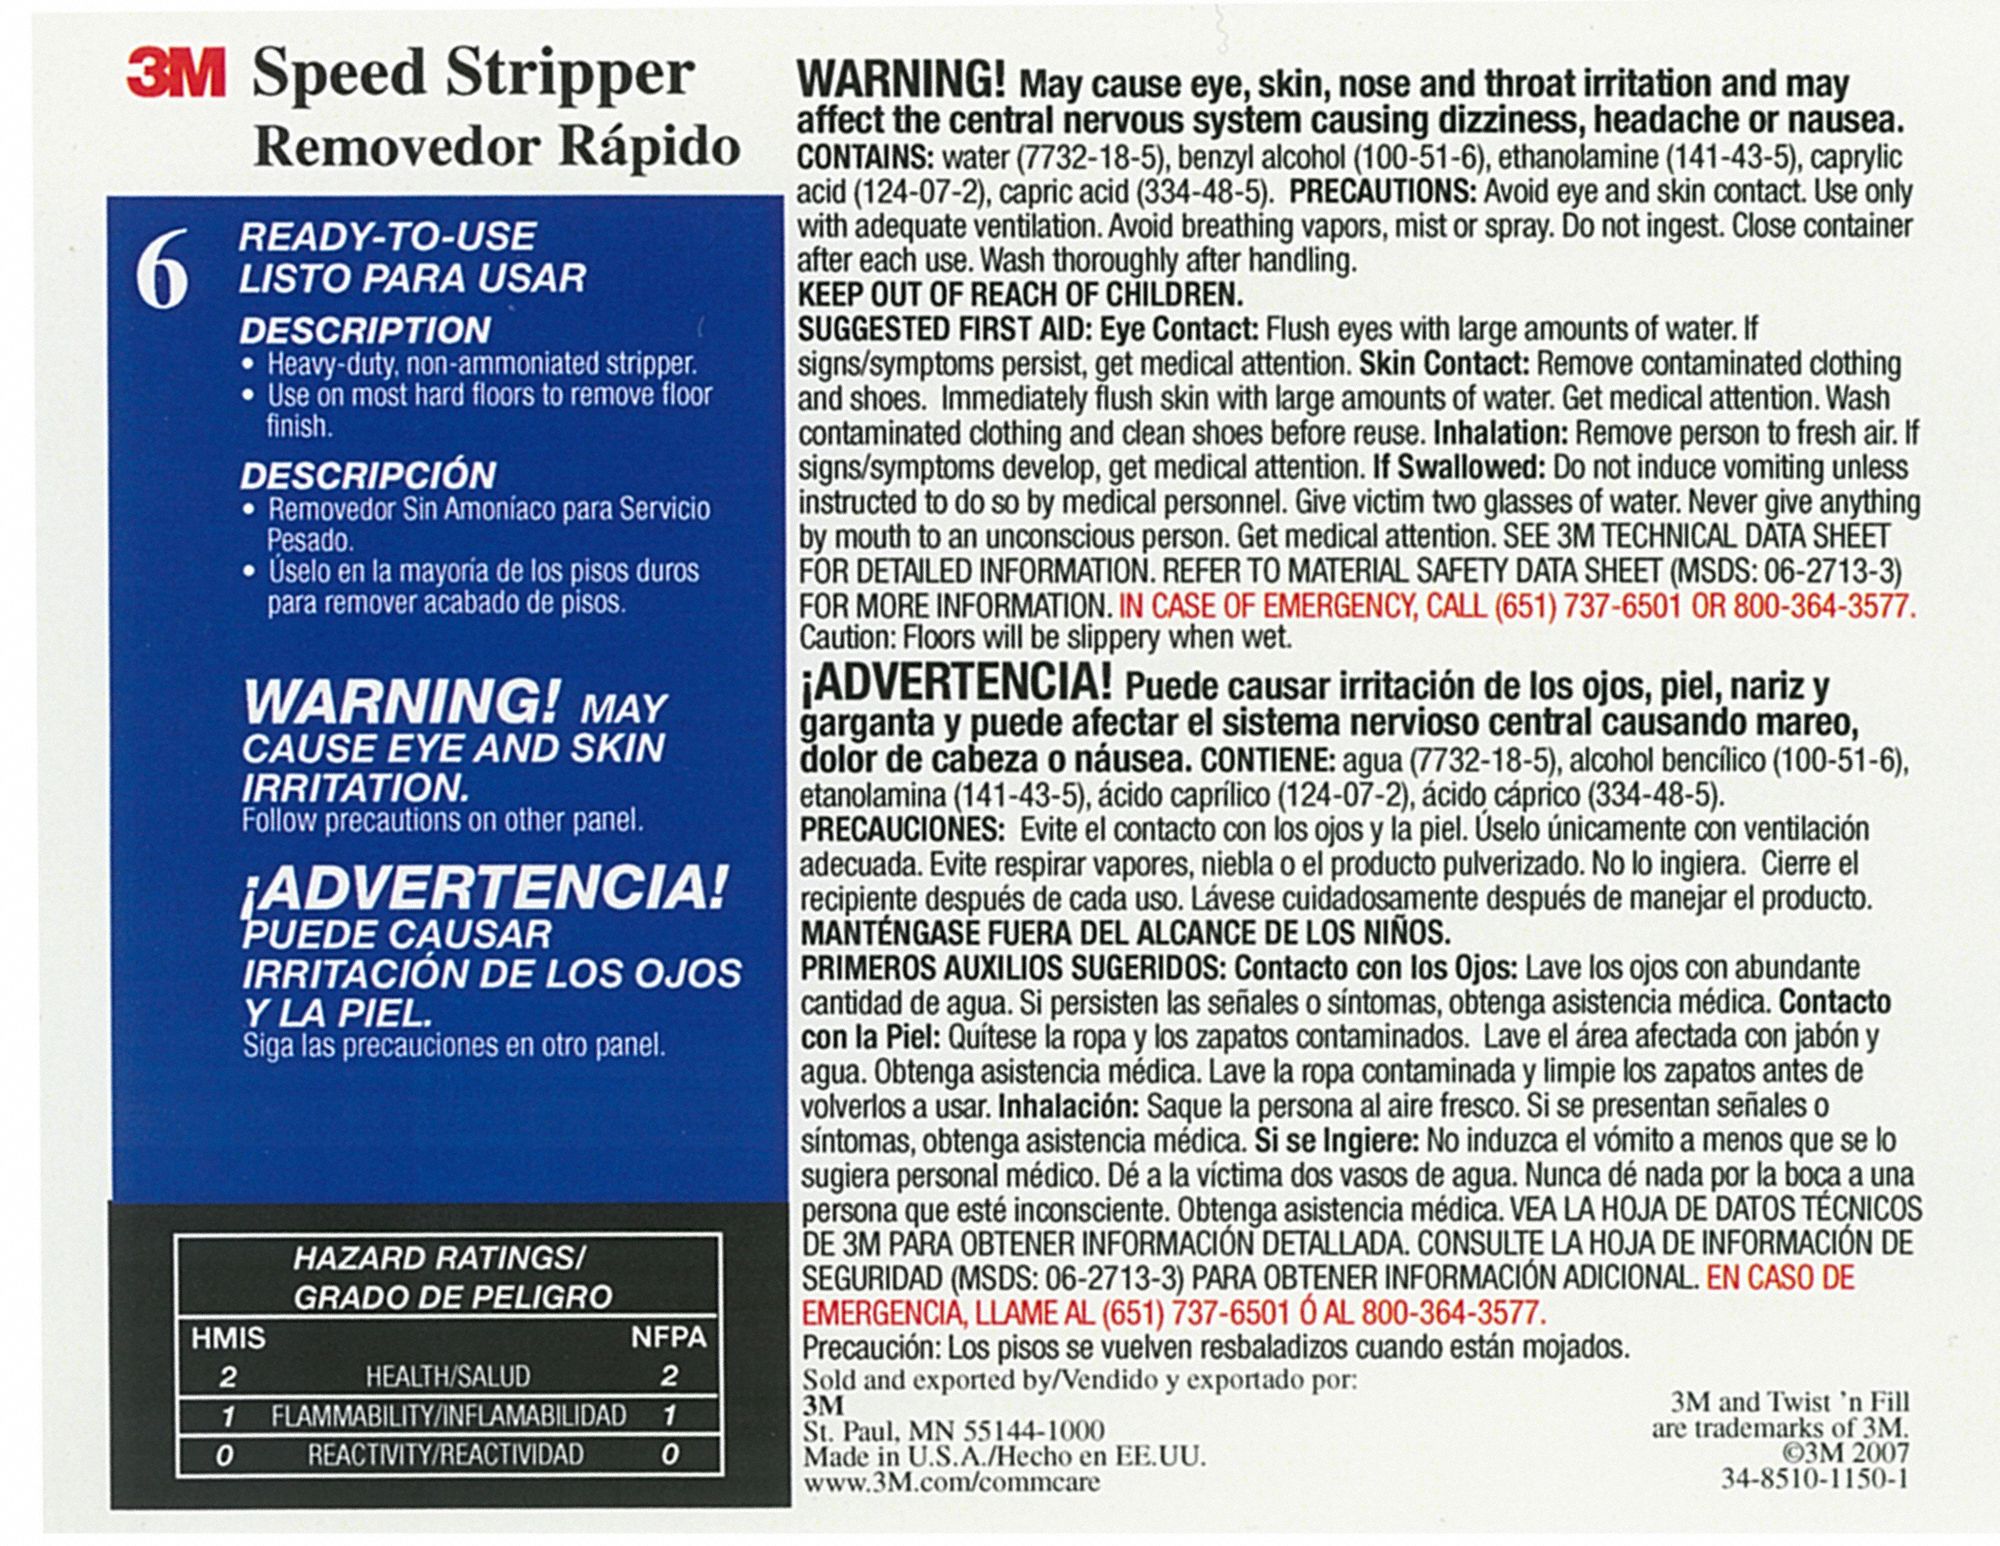 3M Speed Stripper
Removedor Rápido
6
READY-TO-USE
LISTO PARA USAR
DESCRIPTION
• Heavy-duty, non-ammoniated stripper.
• Use on most hard floors to remove floor
finish.
DESCRIPCIÓN
• Removedor Sin Amoníaco para Servicio
Pesado.
• Úselo en la mayoría de los pisos duros
para remover acabado de pisos.
WARNING! MAY
CAUSE EYE AND SKIN
IRRITATION.
Follow precautions on other panel.
¡ADVERTENCIA!
PUEDE CAUSAR
IRRITACIÓN DE LOS OJOS
Y LA PIEL.
Siga las precauciones en otro panel.
HAZARD RATINGS/
GRADO DE PELIGRO
HMIS NFPA
2 HEALTH/SALUD 2
1 FLAMMABILITY/INFLAMABILIDAD 1
0 REACTIVITY/REACTIVIDAD 0
WARNING! May cause eye, skin, nose and throat irritation and may
affect the central nervous system causing dizziness, headache or nausea.
CONTAINS: water (7732-18-5), benzyl alcohol (100-51-6), ethanolamine (141-43-5), caprylic
acid (124-07-2), capric acid (334-48-5). PRECAUTIONS: Avoid eye and skin contact. Use only
with adequate ventilation. Avoid breathing vapors, mist or spray. Do not ingest. Close container
after each use. Wash thoroughly after handling.
KEEP OUT OF REACH OF CHILDREN.
SUGGESTED FIRST AID: Eye Contact: Flush eyes with large amounts of water. If
signs/symptoms persist, get medical attention. Skin Contact: Remove contaminated clothing
and shoes. Immediately flush skin with large amounts of water. Get medical attention. Wash
contaminated clothing and clean shoes before reuse. Inhalation: Remove person to fresh air. If
signs/symptoms develop, get medical attention. If Swallowed: Do not induce vomiting unless
instructed to do so by medical personnel. Give victim two glasses of water. Never give anything
by mouth to an unconscious person. Get medical attention. SEE 3M TECHNICAL DATA SHEET
FOR DETAILED INFORMATION. REFER TO MATERIAL SAFETY DATA SHEET (MSDS: 06-2713-3)
FOR MORE INFORMATION. IN CASE OF EMERGENCY, CALL (651) 737-6501 OR 800-364-3577.
Caution: Floors will be slippery when wet.
¡ADVERTENCIA! Puede causar irritación de los ojos, piel, nariz y
garganta y puede afectar el sistema nervioso central causando mareo,
dolor de cabeza o náusea. CONTIENE: agua (7732-18-5), alcohol bencílico (100-51-6),
etanolamina (141-43-5), ácido caprílico (124-07-2), ácido cáprico (334-48-5).
PRECAUCIONES: Evite el contacto con los ojos y la piel. Úselo únicamente con ventilación
adecuada. Evite respirar vapores, niebla o el producto pulverizado. No lo ingiera. Cierre el
recipiente después de cada uso. Lávese cuidadosamente después de manejar el producto.
MANTÉNGASE FUERA DEL ALCANCE DE LOS NIÑOS.
PRIMEROS AUXILIOS SUGERIDOS: Contacto con los Ojos: Lave los ojos con abundante
cantidad de agua. Si persisten las señales o síntomas, obtenga asistencia médica. Contacto
con la Piel: Quítese la ropa y los zapatos contaminados. Lave el área afectada con jabón y
agua. Obtenga asistencia médica. Lave la ropa contaminada y limpie los zapatos antes de
volverlos a usar. Inhalación: Saque la persona al aire fresco. Si se presentan señales o
síntomas, obtenga asistencia médica. Si se Ingiere: No induzca el vómito a menos que se lo
sugiera personal médico. Dé a la víctima dos vasos de agua. Nunca dé nada por la boca a una
persona que esté inconsciente. Obtenga asistencia médica. VEA LA HOJA DE DATOS TÉCNICOS
DE 3M PARA OBTENER INFORMACIÓN DETALLADA. CONSULTE LA HOJA DE INFORMACIÓN DE
SEGURIDAD (MSDS: 06-2713-3) PARA OBTENER INFORMACIÓN ADICIONAL. EN CASO DE
EMERGENCIA, LLAME AL (651) 737-6501 Ó AL 800-364-3577.
Precaución: Los pisos se vuelven resbaladizos cuando están mojados.
Sold and exported by/Vendido y exportado por:
3M
St. Paul, MN 55144-1000
Made in U.S.A./Hecho en EE.UU.
www.3M.com/commcare
3M and Twist 'n Fill
are trademarks of 3M.
©3M 2007
34-8510-1150-1